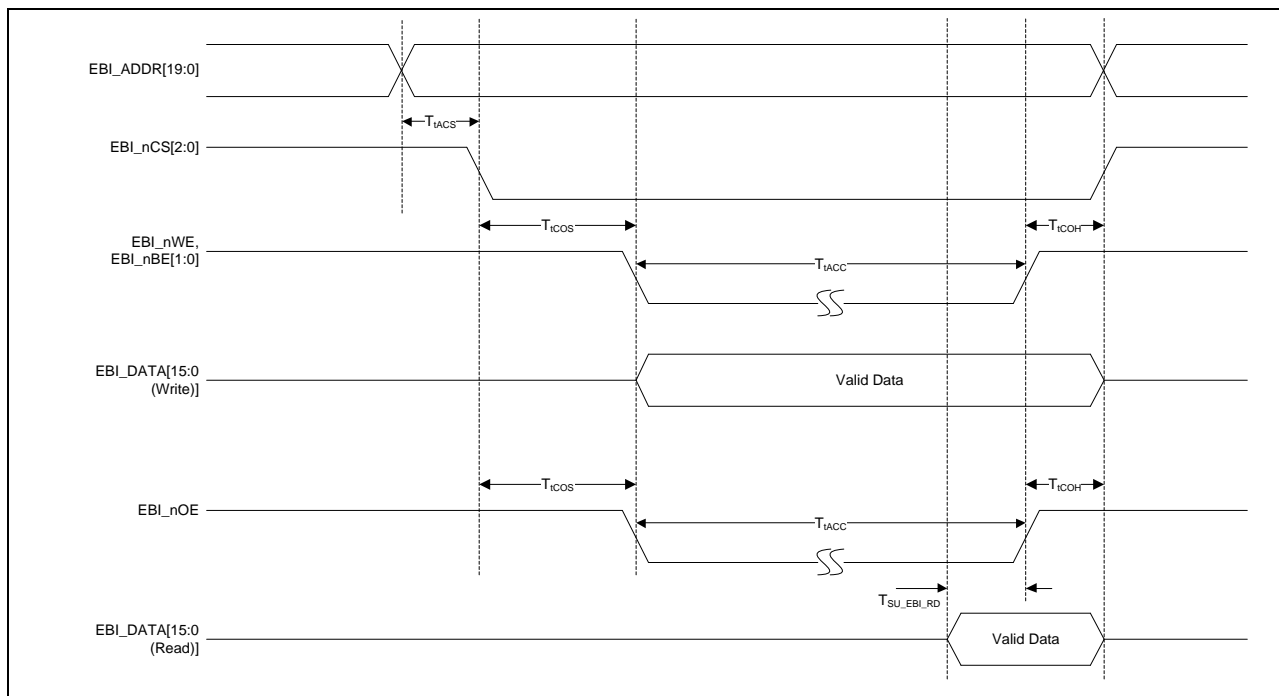 EBI_ADDR[19:0]
TtACS
EBI_nCS[2:0]
TtCOS
TtCOH
EBI_nWE,
EBI_nBE[1:0]
TtACC
EBI_DATA[15:0
(Write)]
Valid Data
TtCOS
TtCOH
EBI_nOE
TtACC
TSU_EBI_RD
EBI_DATA[15:0
(Read)]
Valid Data